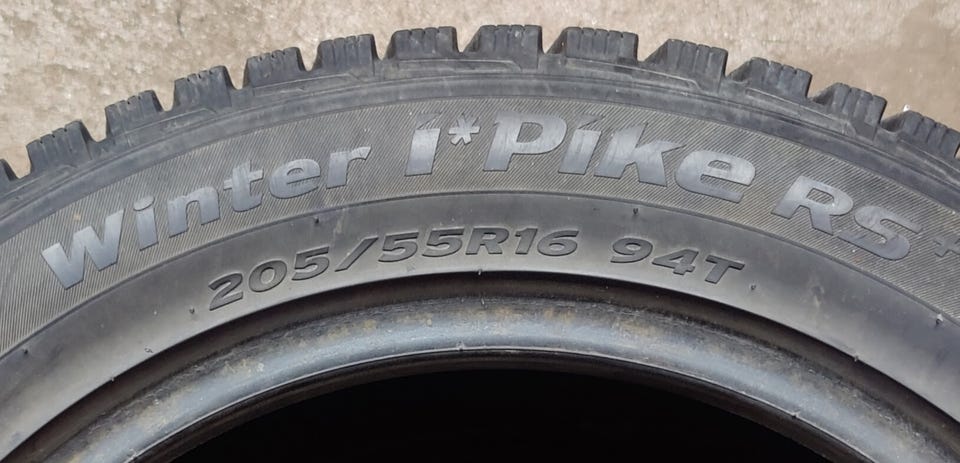 Winter i*Pike RS+
205/55R16 94T